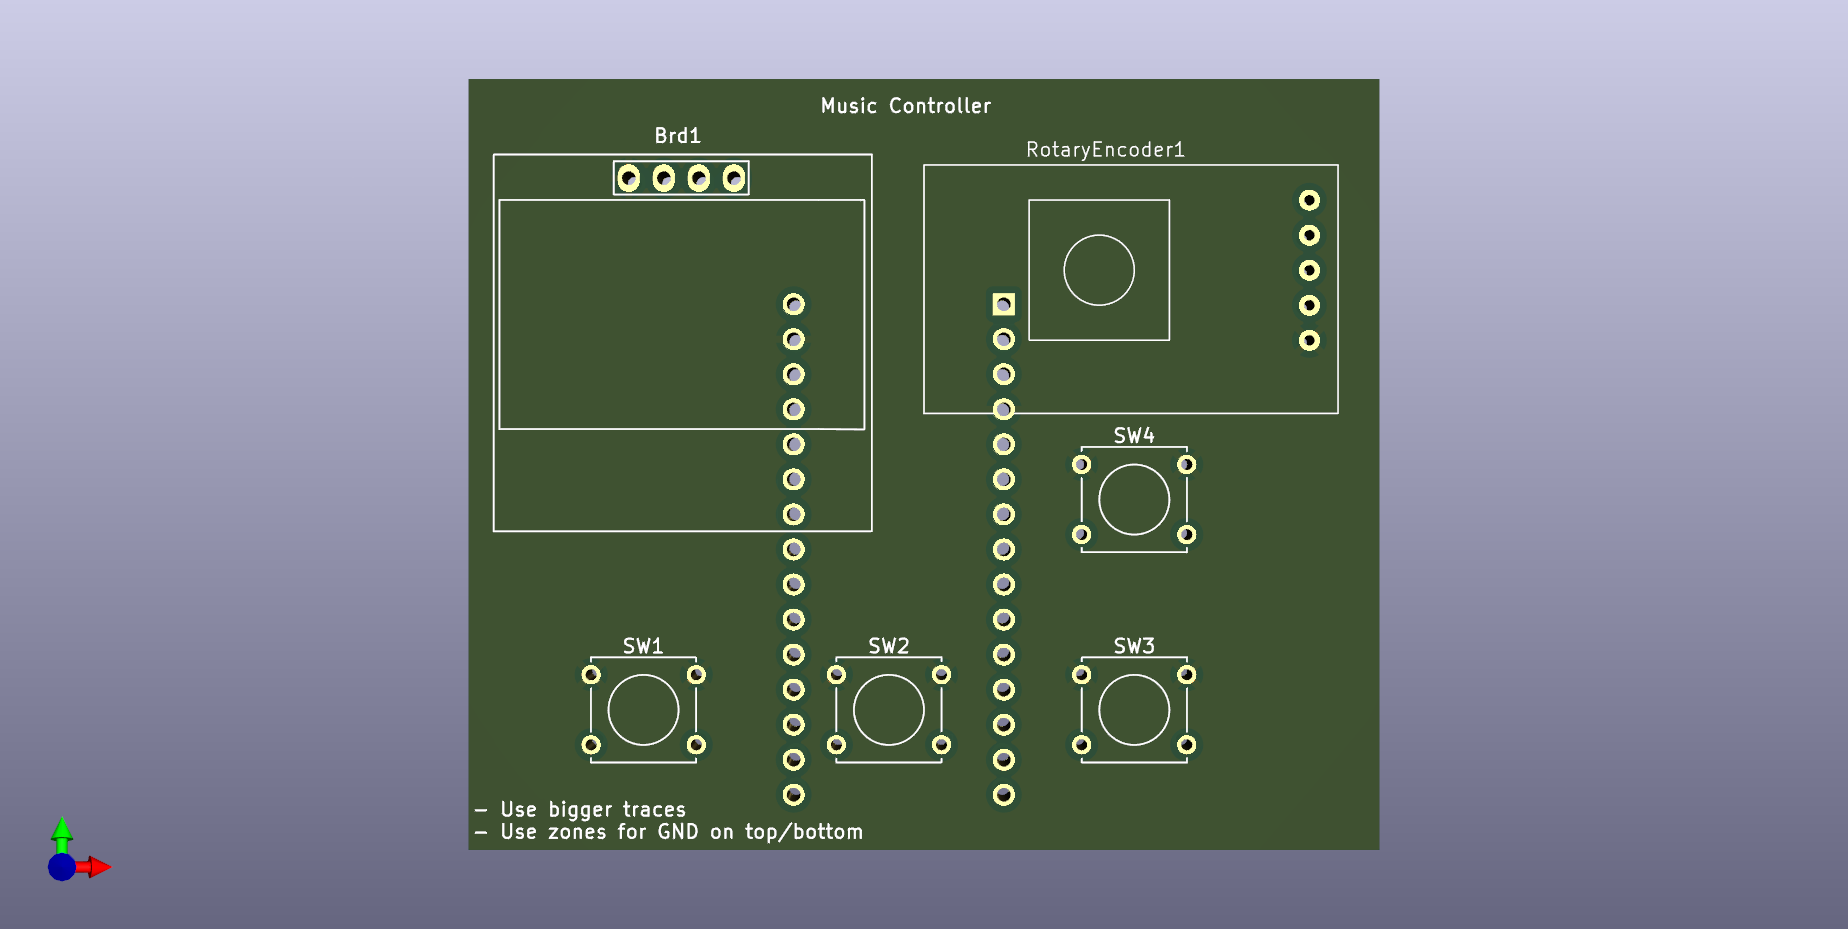 Music Controller
Brd1
RotaryEncoder1
SW4
SW1
SW2
SW3
- Use bigger traces
- Use zones for GND on top/bottom